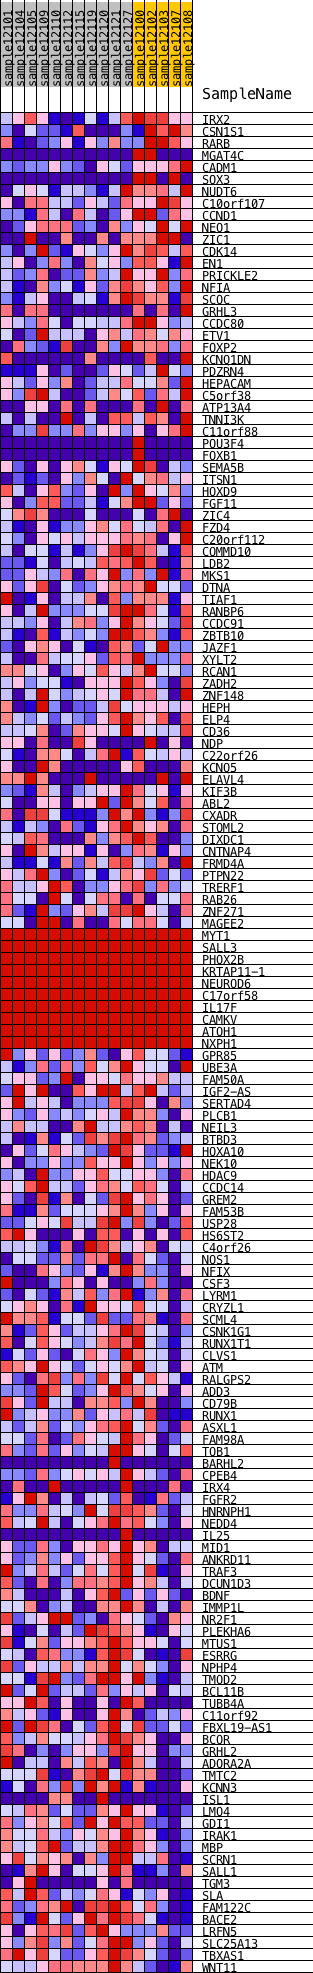 sample12101
sample12104
sample12105
sample12109
sample12111
sample12112
sample12115
sample12119
sample12120
sample12121
sample12122
sample12100
sample12102
sample12103
sample12107
sample12108
SampleName
IRX2
CSN1S1
RARB
MGAT4C
CADM1
SOX3
NUDT6
C10orf107
CCND1
NEO1
ZIC1
CDK14
EN1
PRICKLE2
NFIA
SCOC
GRHL3
CCDC80
ETV1
FOXP2
KCNQ1DN
PDZRN4
HEPACAM
C5orf38
ATP13A4
TNNI3K
C11orf88
POU3F4
FOXB1
SEMA5B
ITSN1
HOXD9
FGF11
ZIC4
FZD4
C20orf112
COMMD10
LDB2
MKS1
DTNA
TIAF1
RANBP6
CCDC91
ZBTB10
JAZF1
XYLT2
RCAN1
ZADH2
ZNF148
HEPH
ELP4
CD36
NDP
C22orf26
KCNQ5
ELAVL4
KIF3B
ABL2
CXADR
STOML2
DIXDC1
CNTNAP4
FRMD4A
PTPN22
TRERF1
RAB26
ZNF271
MAGEE2
MYT1
SALL3
PHOX2B
KRTAP11-1
NEUROD6
C17orf58
IL17F
CAMKV
ATOH1
NXPH1
GPR85
UBE3A
FAM50A
IGF2-AS
SERTAD4
PLCB1
NEIL3
BTBD3
HOXA10
NEK10
HDAC9
CCDC14
GREM2
FAM53B
USP28
HS6ST2
C4orf26
NOS1
NFIX
CSF3
LYRM1
CRYZL1
SCML4
CSNK1G1
RUNX1T1
CLVS1
ATM
RALGPS2
ADD3
CD79B
RUNX1
ASXL1
FAM98A
TOB1
BARHL2
CPEB4
IRX4
FGFR2
HNRNPH1
NEDD4
IL25
MID1
ANKRD11
TRAF3
DCUN1D3
BDNF
IMMP1L
NR2F1
PLEKHA6
MTUS1
ESRRG
NPHP4
TMOD2
BCL11B
TUBB4A
C11orf92
FBXL19-AS1
BCOR
GRHL2
ADORA2A
TMTC2
KCNN3
ISL1
LMO4
GDI1
IRAK1
MBP
SCRN1
SALL1
TGM3
SLA
FAM122C
BACE2
LRFN5
SLC25A13
TBXAS1
WNT11